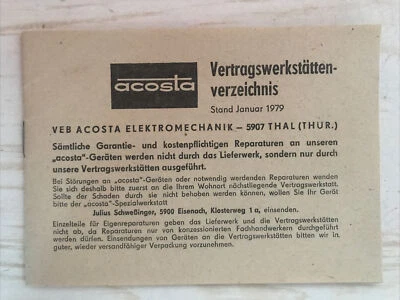 acosta
Vertragswerkstätten-
verzeichnis
Stand Januar 1979
VEB ACOSTA ELEKTROMECHANIK – 5907 THAL (THUR.)
Sämtliche Garantie- und kostenpflichtigen Reparaturen an unseren
„acosta"-Geräten werden nicht durch das Lieferwerk, sondern nur durch
unsere Vertragswerkstätten ausgeführt.
Bei Störungen an „acosta"-Geräten oder notwendig werdenden Reparaturen wenden
Sie sich deshalb bitte zuerst an die Ihrem Wohnort nächstliegende Vertragswerkstatt.
Sollte der Schaden durch sie nicht behoben werden können, wollen Sie Ihr Gerät
bitte der „acosta"-Spezialwerkstatt
Julius Schweßinger, 5900 Eisenach, Klosterweg 1 a, einsenden.
Einzelteile für Eigenreparaturen geben das Lieferwerk und die Vertragswerkstätten
nicht ab, da Reparaturen nur von konzessionierten Fachhandwerkern durchgeführt
werden dürfen. Einsendungen von Geräten an die Vertragswerkstätten bitten wir in
guter, wieder versandfähiger Verpackung vorzunehmen.